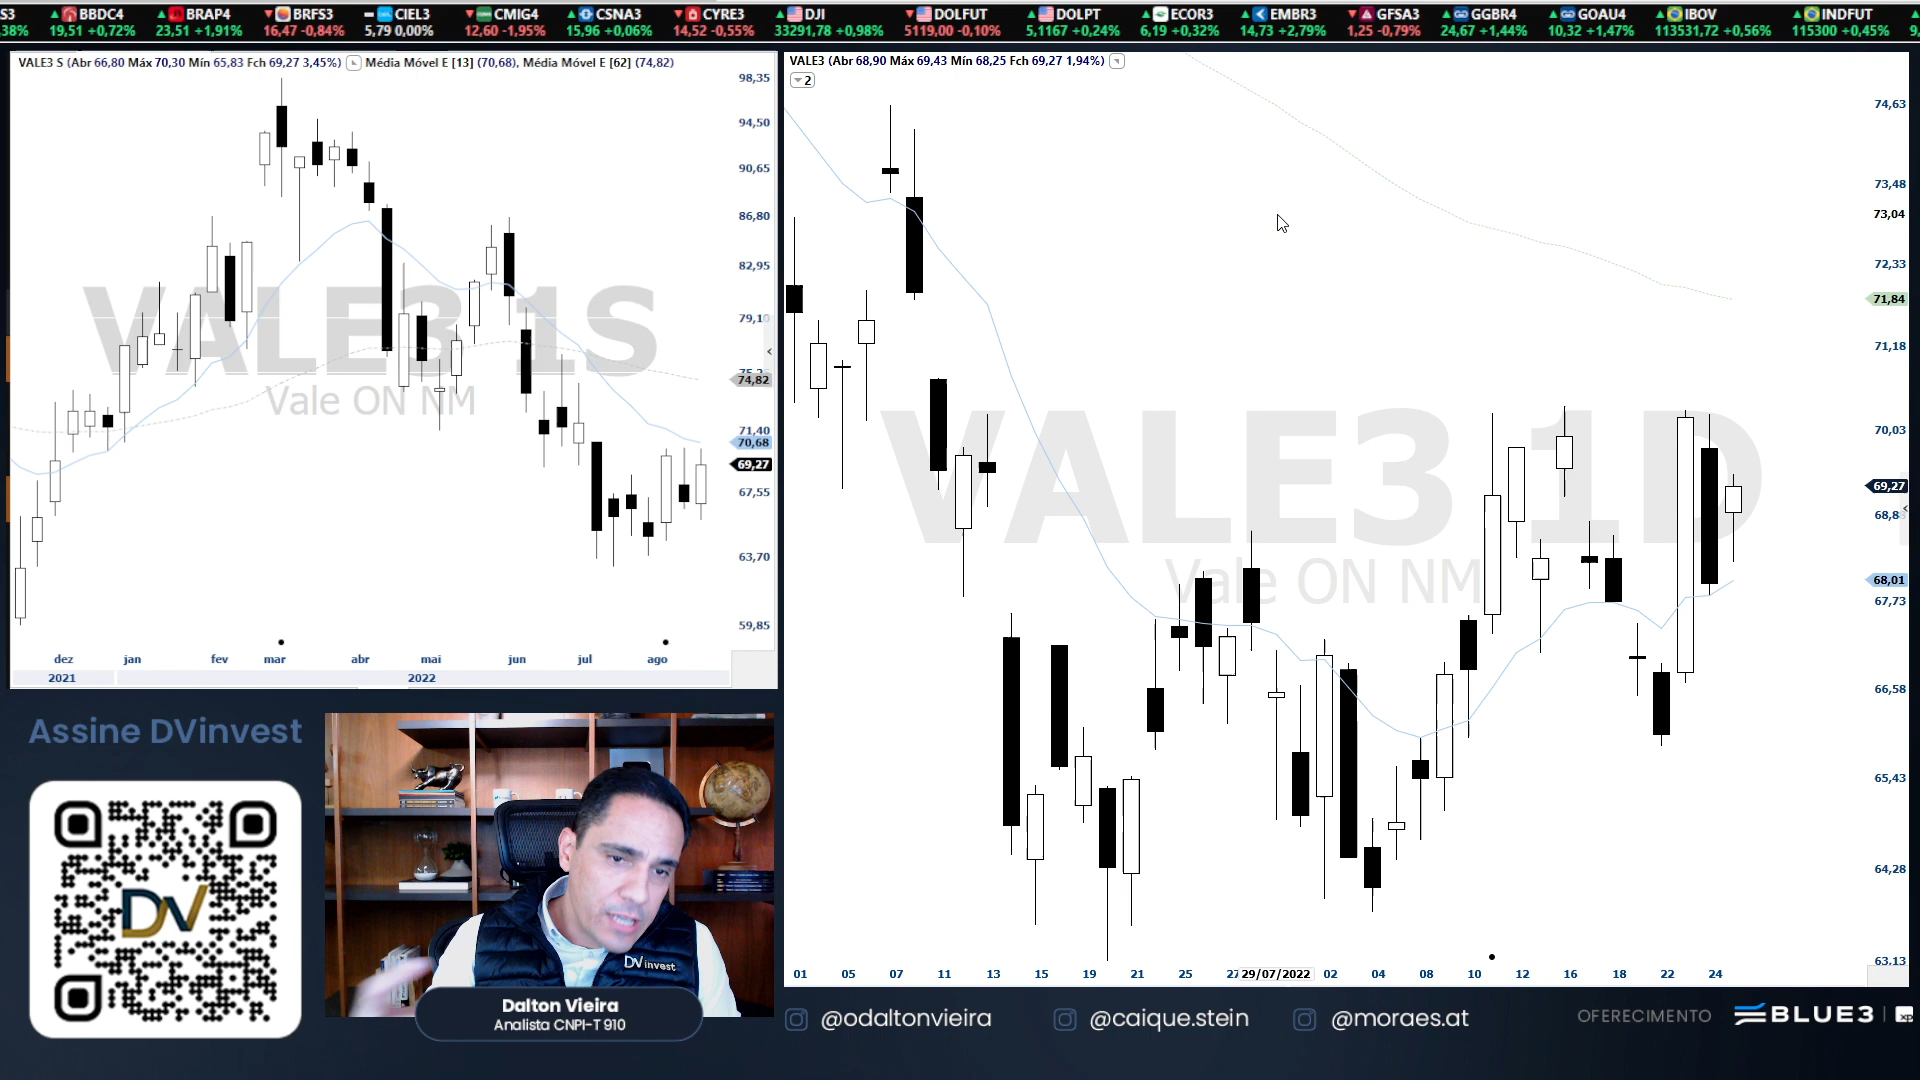 S3 BBDC4 BRAP4 BRFS3 CIEL3 CMIG4 CSNA3 CYRE3 DJI DOLFUT DOLPT ECOR3 EMBR3 GFSA3 GGBR4 GOAU4 IBOV INDFUT
,38% 19,51 +0,72% 23,51 +1,91% 16,47 -0,84% 5,79 0,00% 12,60 -1,95% 15,96 +0,06% 14,52 -0,55% 33291,78 +0,98% 5119,00 -0,10% 5,1167 +0,24% 6,19 +0,32% 14,73 +2,79% 1,25 -0,79% 24,67 +1,44% 10,32 +1,47% 113531,72 +0,56% 115300 +0,45% 9,
VALE3 S (Abr 66,80 Máx 70,30 Mín 65,83 Fch 69,27 3,45%) Média Móvel E [13] (70,68), Média Móvel E [62] (74,82)
98,35
94,50
90,65
86,80
82,95
79,10
74,82
71,40
70,68
69,27
67,55
63,70
59,85
VALE3 1S
Vale ON NM
dez jan fev mar abr mai jun jul ago
2021 2022
VALE3 (Abr 68,90 Máx 69,43 Mín 68,25 Fch 69,27 1,94%)
2
74,63
73,48
73,04
72,33
71,84
71,18
70,03
69,27
68,8
68,01
67,73
66,58
65,43
64,28
63,13
VALE3 1D
Vale ON NM
01 05 07 11 13 15 19 21 25 27 29/07/2022 02 04 08 10 12 16 18 22 24
Assine DVinvest
DV
DVinvest
Dalton Vieira
Analista CNPI-T 910
@odaltonvieira @caique.stein @moraes.at
OFERECIMENTO BLUE3 | xp